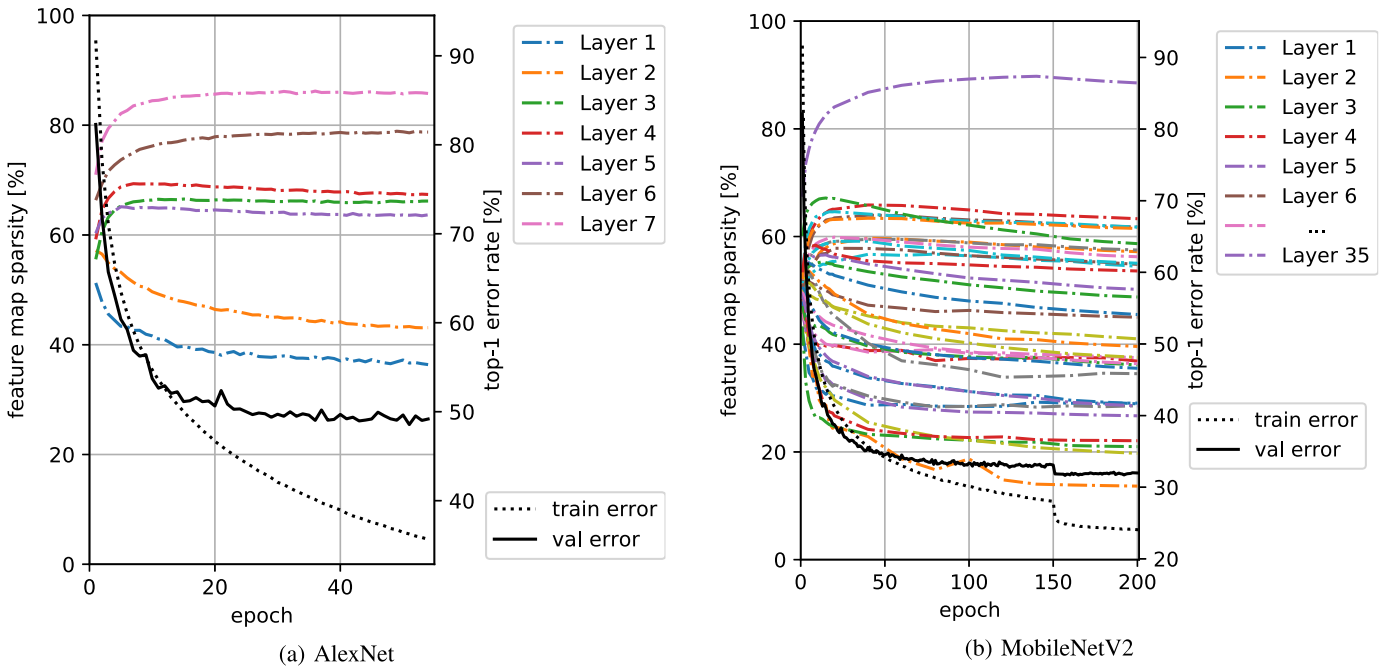 feature map sparsity [%]
100
80
60
40
20
0
0
20
40
epoch
90
80
70
60
50
40
top-1 error rate [%]
Layer 1
Layer 2
Layer 3
Layer 4
Layer 5
Layer 6
Layer 7
train error
val error
(a) AlexNet
feature map sparsity [%]
100
80
60
40
20
0
0
50
100
150
200
epoch
90
80
70
60
50
40
30
20
top-1 error rate [%]
Layer 1
Layer 2
Layer 3
Layer 4
Layer 5
Layer 6
...
Layer 35
train error
val error
(b) MobileNetV2